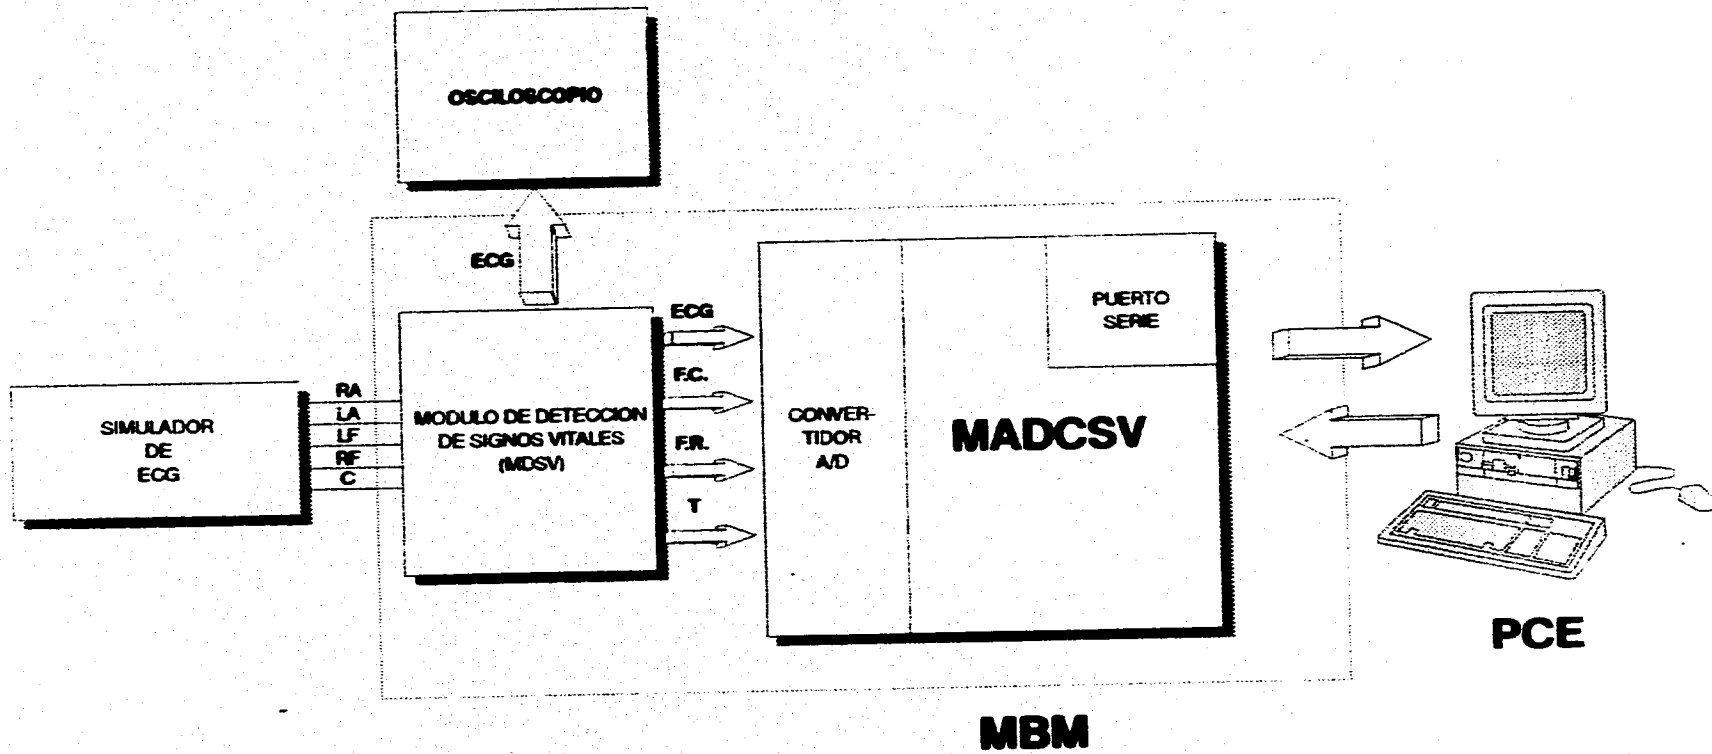 OSCILOSCOPIO
ECG
SIMULADOR
DE
ECG
RA
LA
LF
RF
C
MODULO DE DETECCION
DE SIGNOS VITALES
(MDSV)
ECG
F.C.
F.R.
T
CONVER-
TIDOR
A/D
MADCSV
PUERTO
SERIE
PCE
MBM